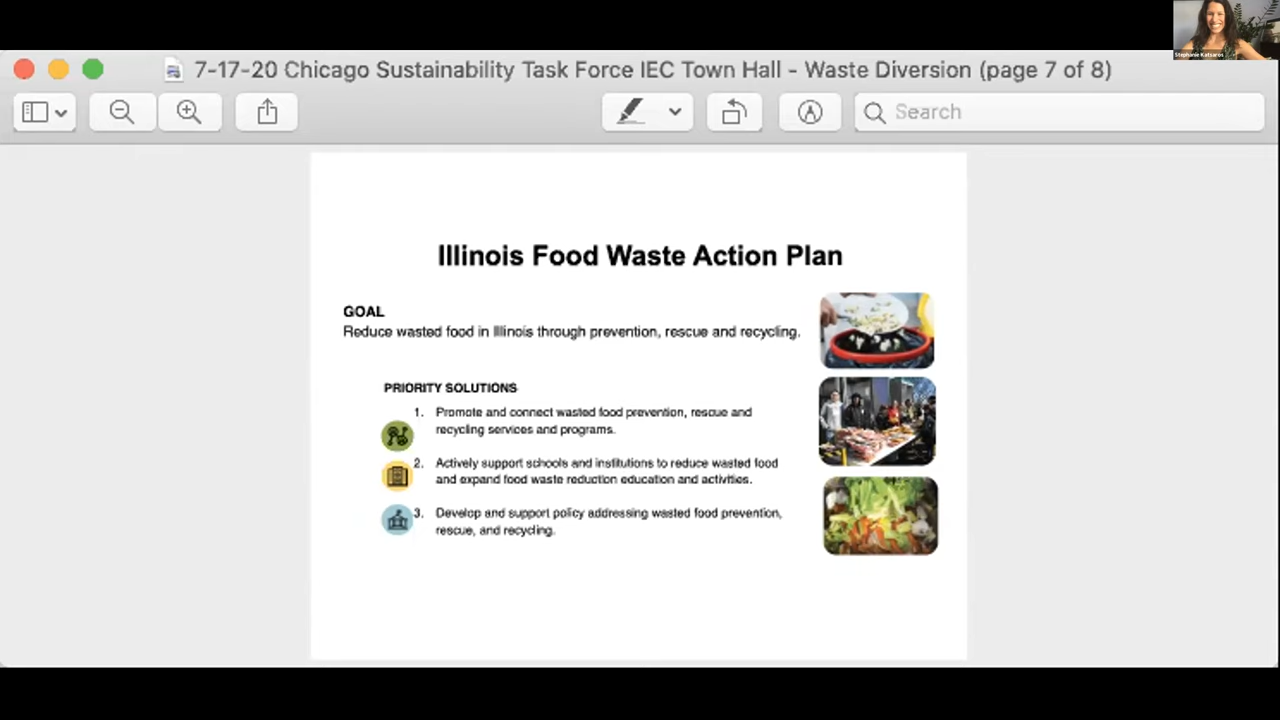 Stephanie Katsaros
7-17-20 Chicago Sustainability Task Force IEC Town Hall - Waste Diversion (page 7 of 8)
Search
Illinois Food Waste Action Plan
GOAL
Reduce wasted food in Illinois through prevention, rescue and recycling.
PRIORITY SOLUTIONS
1. Promote and connect wasted food prevention, rescue and
recycling services and programs.
2. Actively support schools and institutions to reduce wasted food
and expand food waste reduction education and activities.
3. Develop and support policy addressing wasted food prevention,
rescue, and recycling.